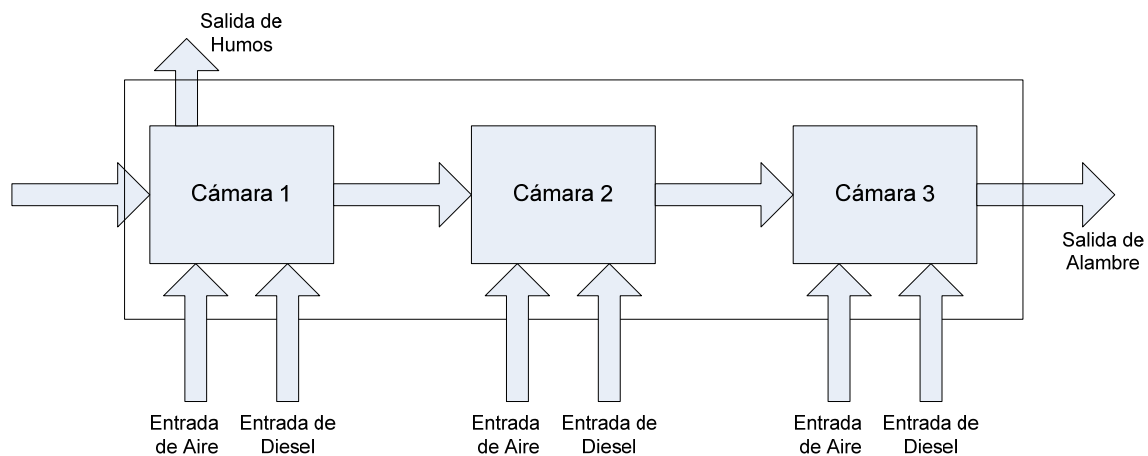 Salida de
Humos
Cámara 1
Cámara 2
Cámara 3
Salida de
Alambre
Entrada
de Aire
Entrada de
Diesel
Entrada
de Aire
Entrada de
Diesel
Entrada
de Aire
Entrada de
Diesel